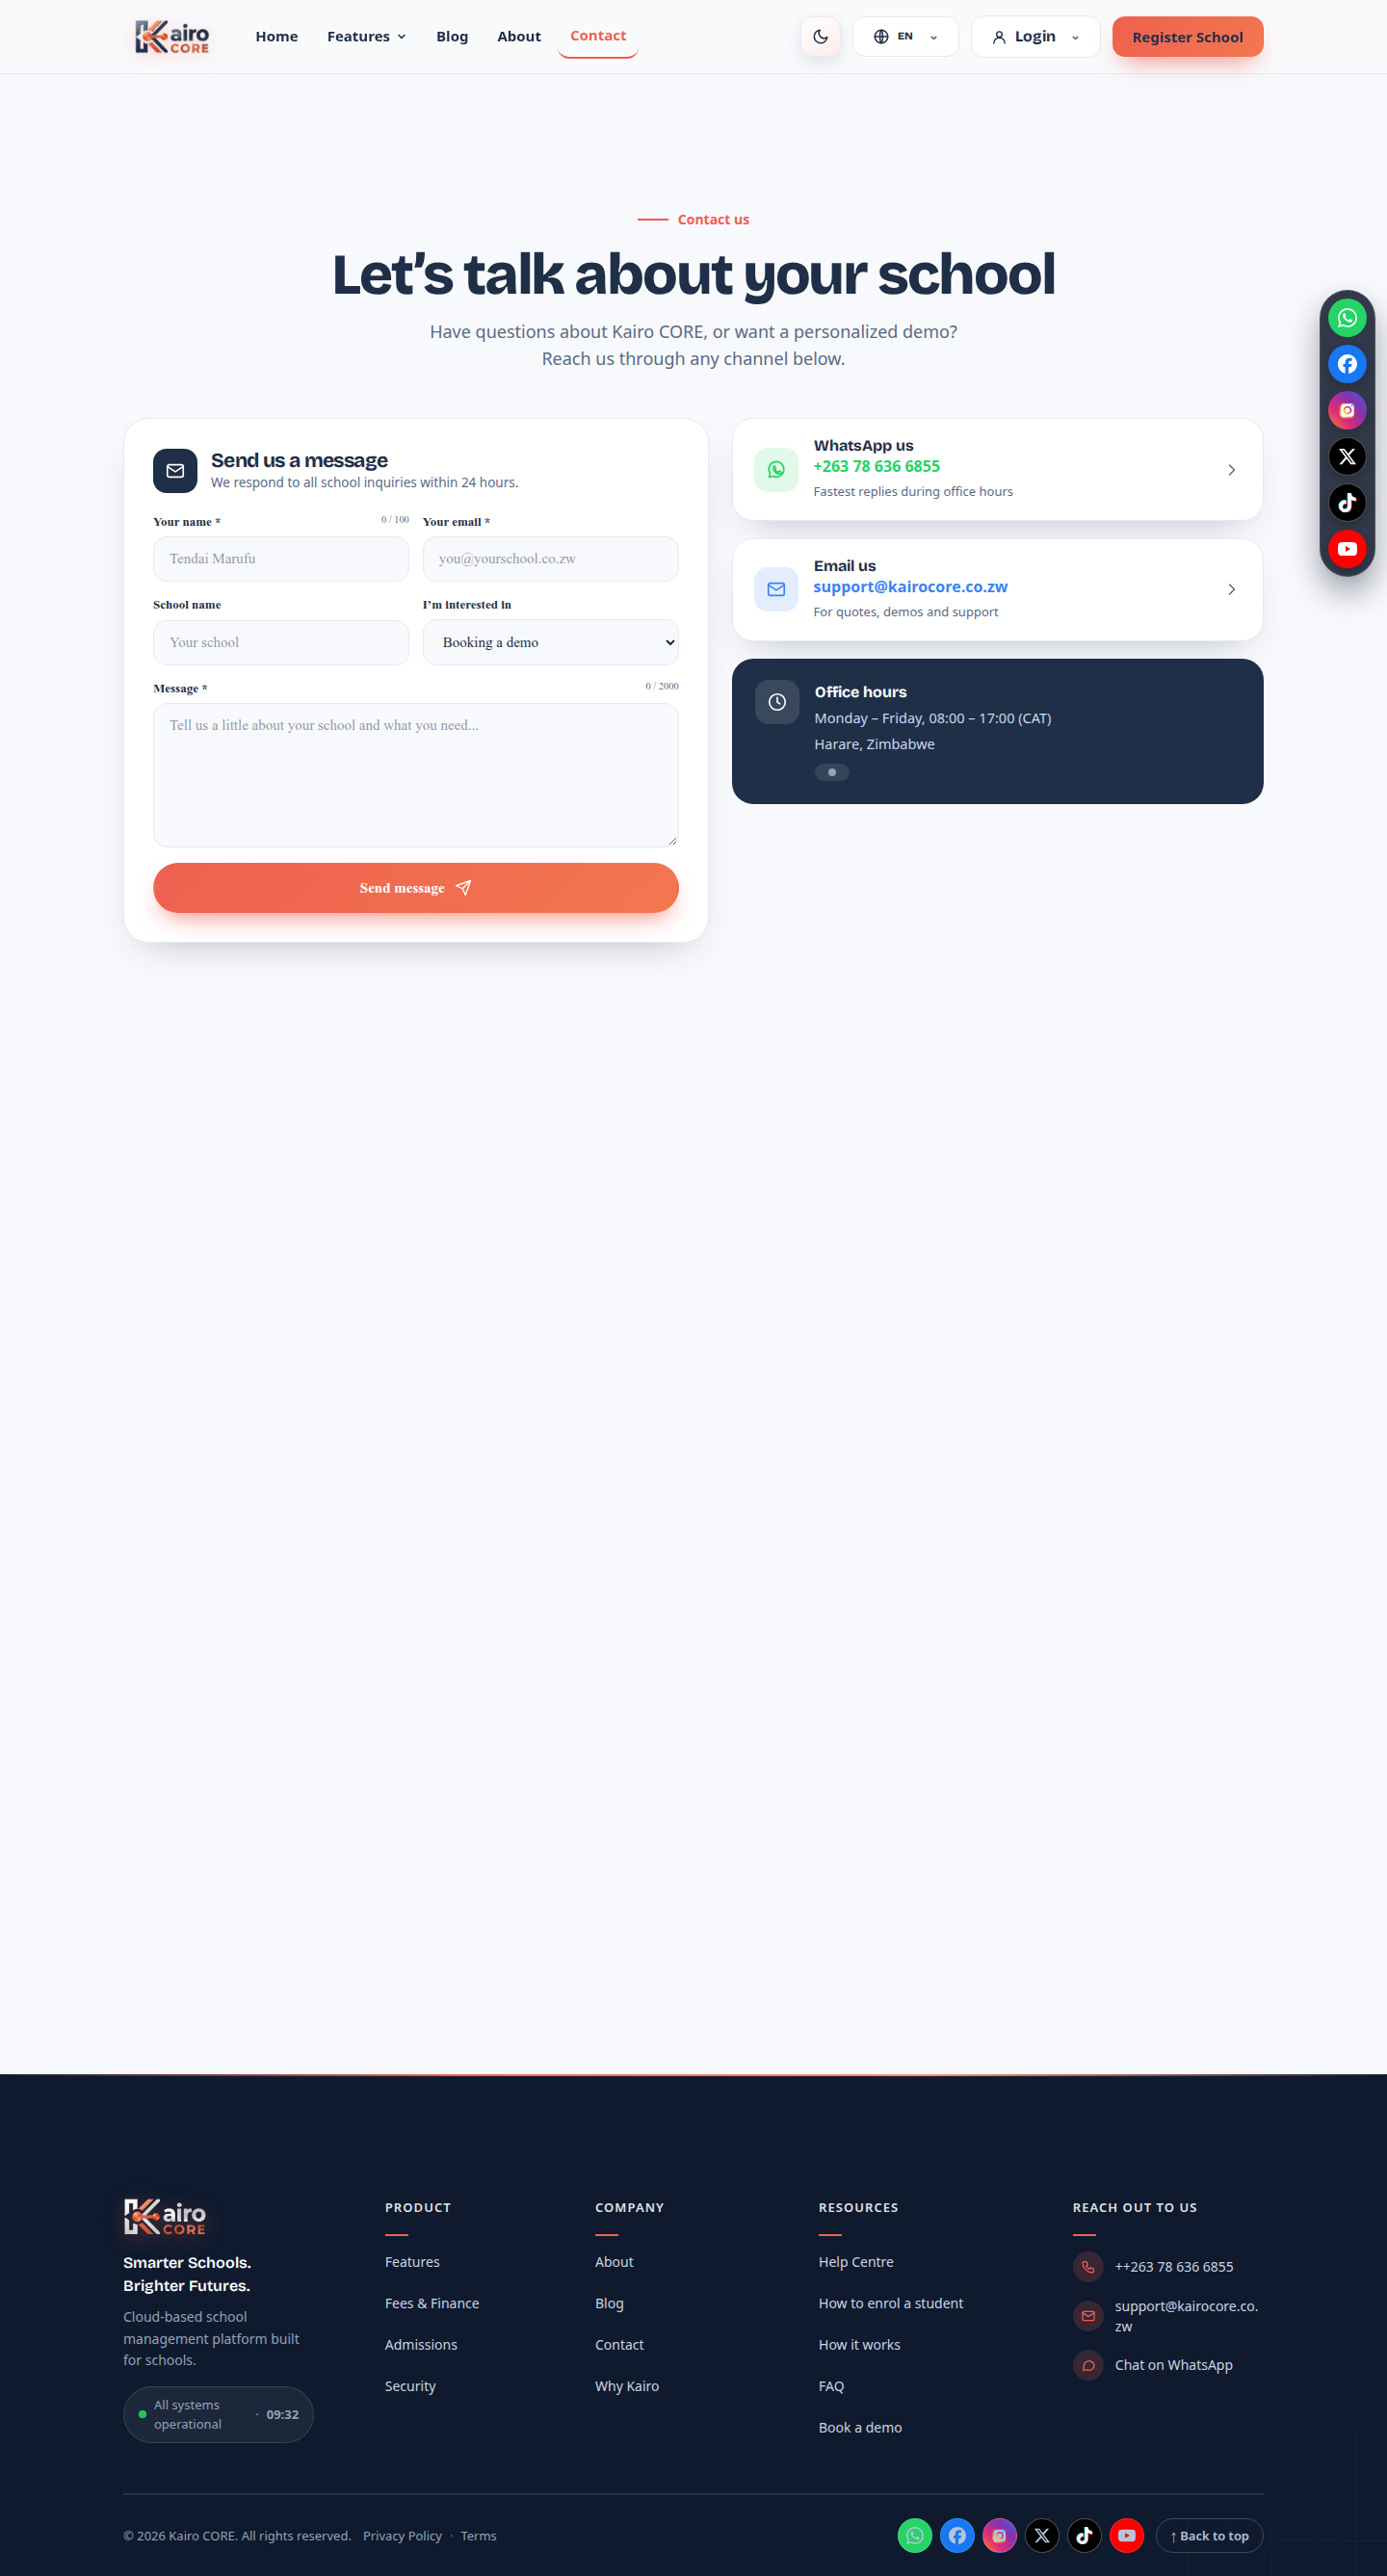 Kairo CORE
Home
Features
Blog
About
Contact
EN
Login
Register School
Contact us
Let's talk about your school
Have questions about Kairo CORE, or want a personalized demo?
Reach us through any channel below.
Send us a message
We respond to all school inquiries within 24 hours.
Your name *
0 / 100
Tendai Marufu
Your email *
you@yourschool.co.zw
School name
Your school
I'm interested in
Booking a demo
Message *
0 / 2000
Tell us a little about your school and what you need...
Send message
WhatsApp us
+263 78 636 6855
Fastest replies during office hours
Email us
support@kairocore.co.zw
For quotes, demos and support
Office hours
Monday – Friday, 08:00 – 17:00 (CAT)
Harare, Zimbabwe
Kairo CORE
Smarter Schools.
Brighter Futures.
Cloud-based school
management platform built
for schools.
All systems
operational
· 09:32
PRODUCT
Features
Fees & Finance
Admissions
Security
COMPANY
About
Blog
Contact
Why Kairo
RESOURCES
Help Centre
How to enrol a student
How it works
FAQ
Book a demo
REACH OUT TO US
++263 78 636 6855
support@kairocore.co.
zw
Chat on WhatsApp
© 2026 Kairo CORE. All rights reserved.
Privacy Policy · Terms
↑ Back to top